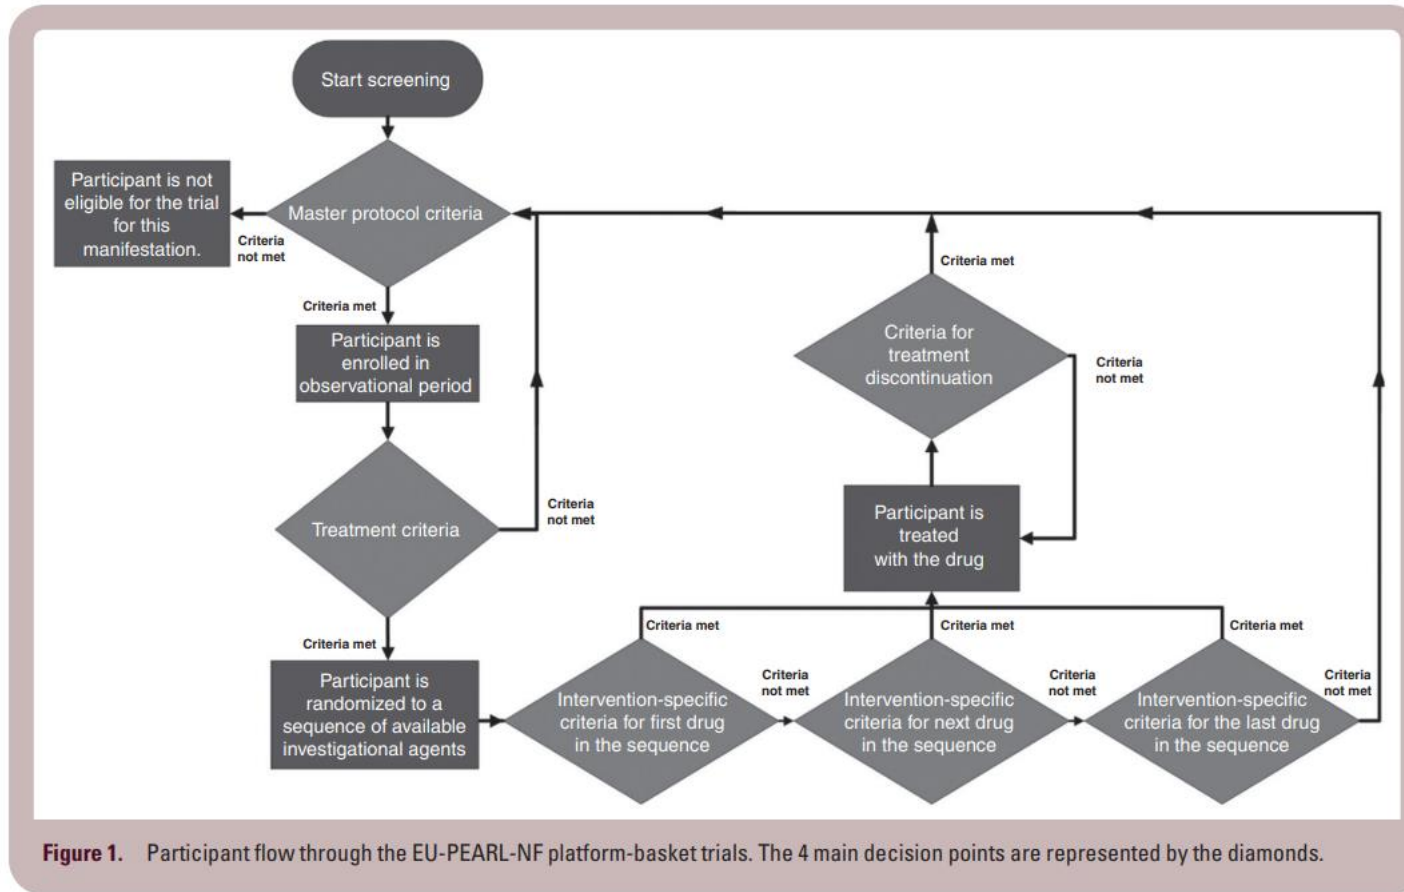 Start screening
Participant is not
eligible for the trial
for this
manifestation.
Master protocol criteria
Criteria
not met
Criteria met
Participant is
enrolled in
observational period
Treatment criteria
Criteria
not met
Criteria met
Participant is
randomized to a
sequence of available
investigational agents
Intervention-specific
criteria for first drug
in the sequence
Criteria met
Criteria
not met
Intervention-specific
criteria for next drug
in the sequence
Criteria met
Criteria
not met
Intervention-specific
criteria for the last drug
in the sequence
Criteria met
Criteria
not met
Participant is
treated
with the drug
Criteria for
treatment
discontinuation
Criteria met
Criteria
not met
Figure 1. Participant flow through the EU-PEARL-NF platform-basket trials. The 4 main decision points are represented by the diamonds.